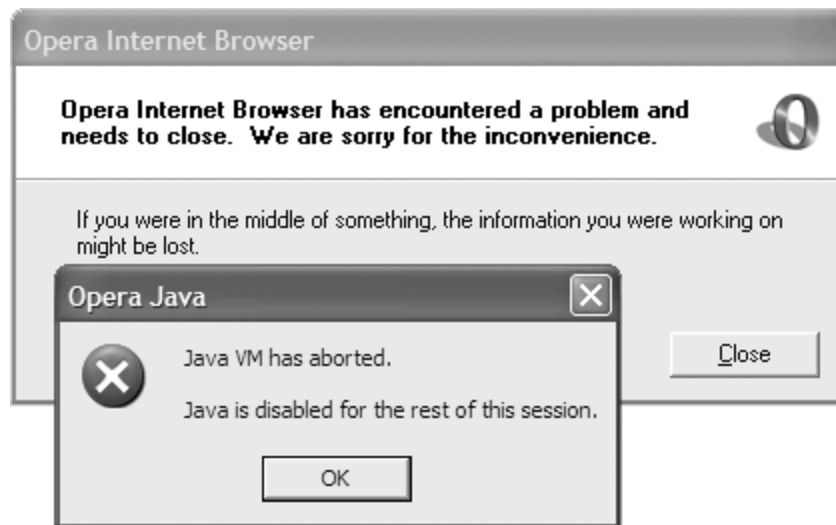 Opera Internet Browser
Opera Internet Browser has encountered a problem and
needs to close.  We are sorry for the inconvenience.
If you were in the middle of something, the information you were working on
might be lost.
Opera Java
Java VM has aborted.
Close
Java is disabled for the rest of this session.
OK